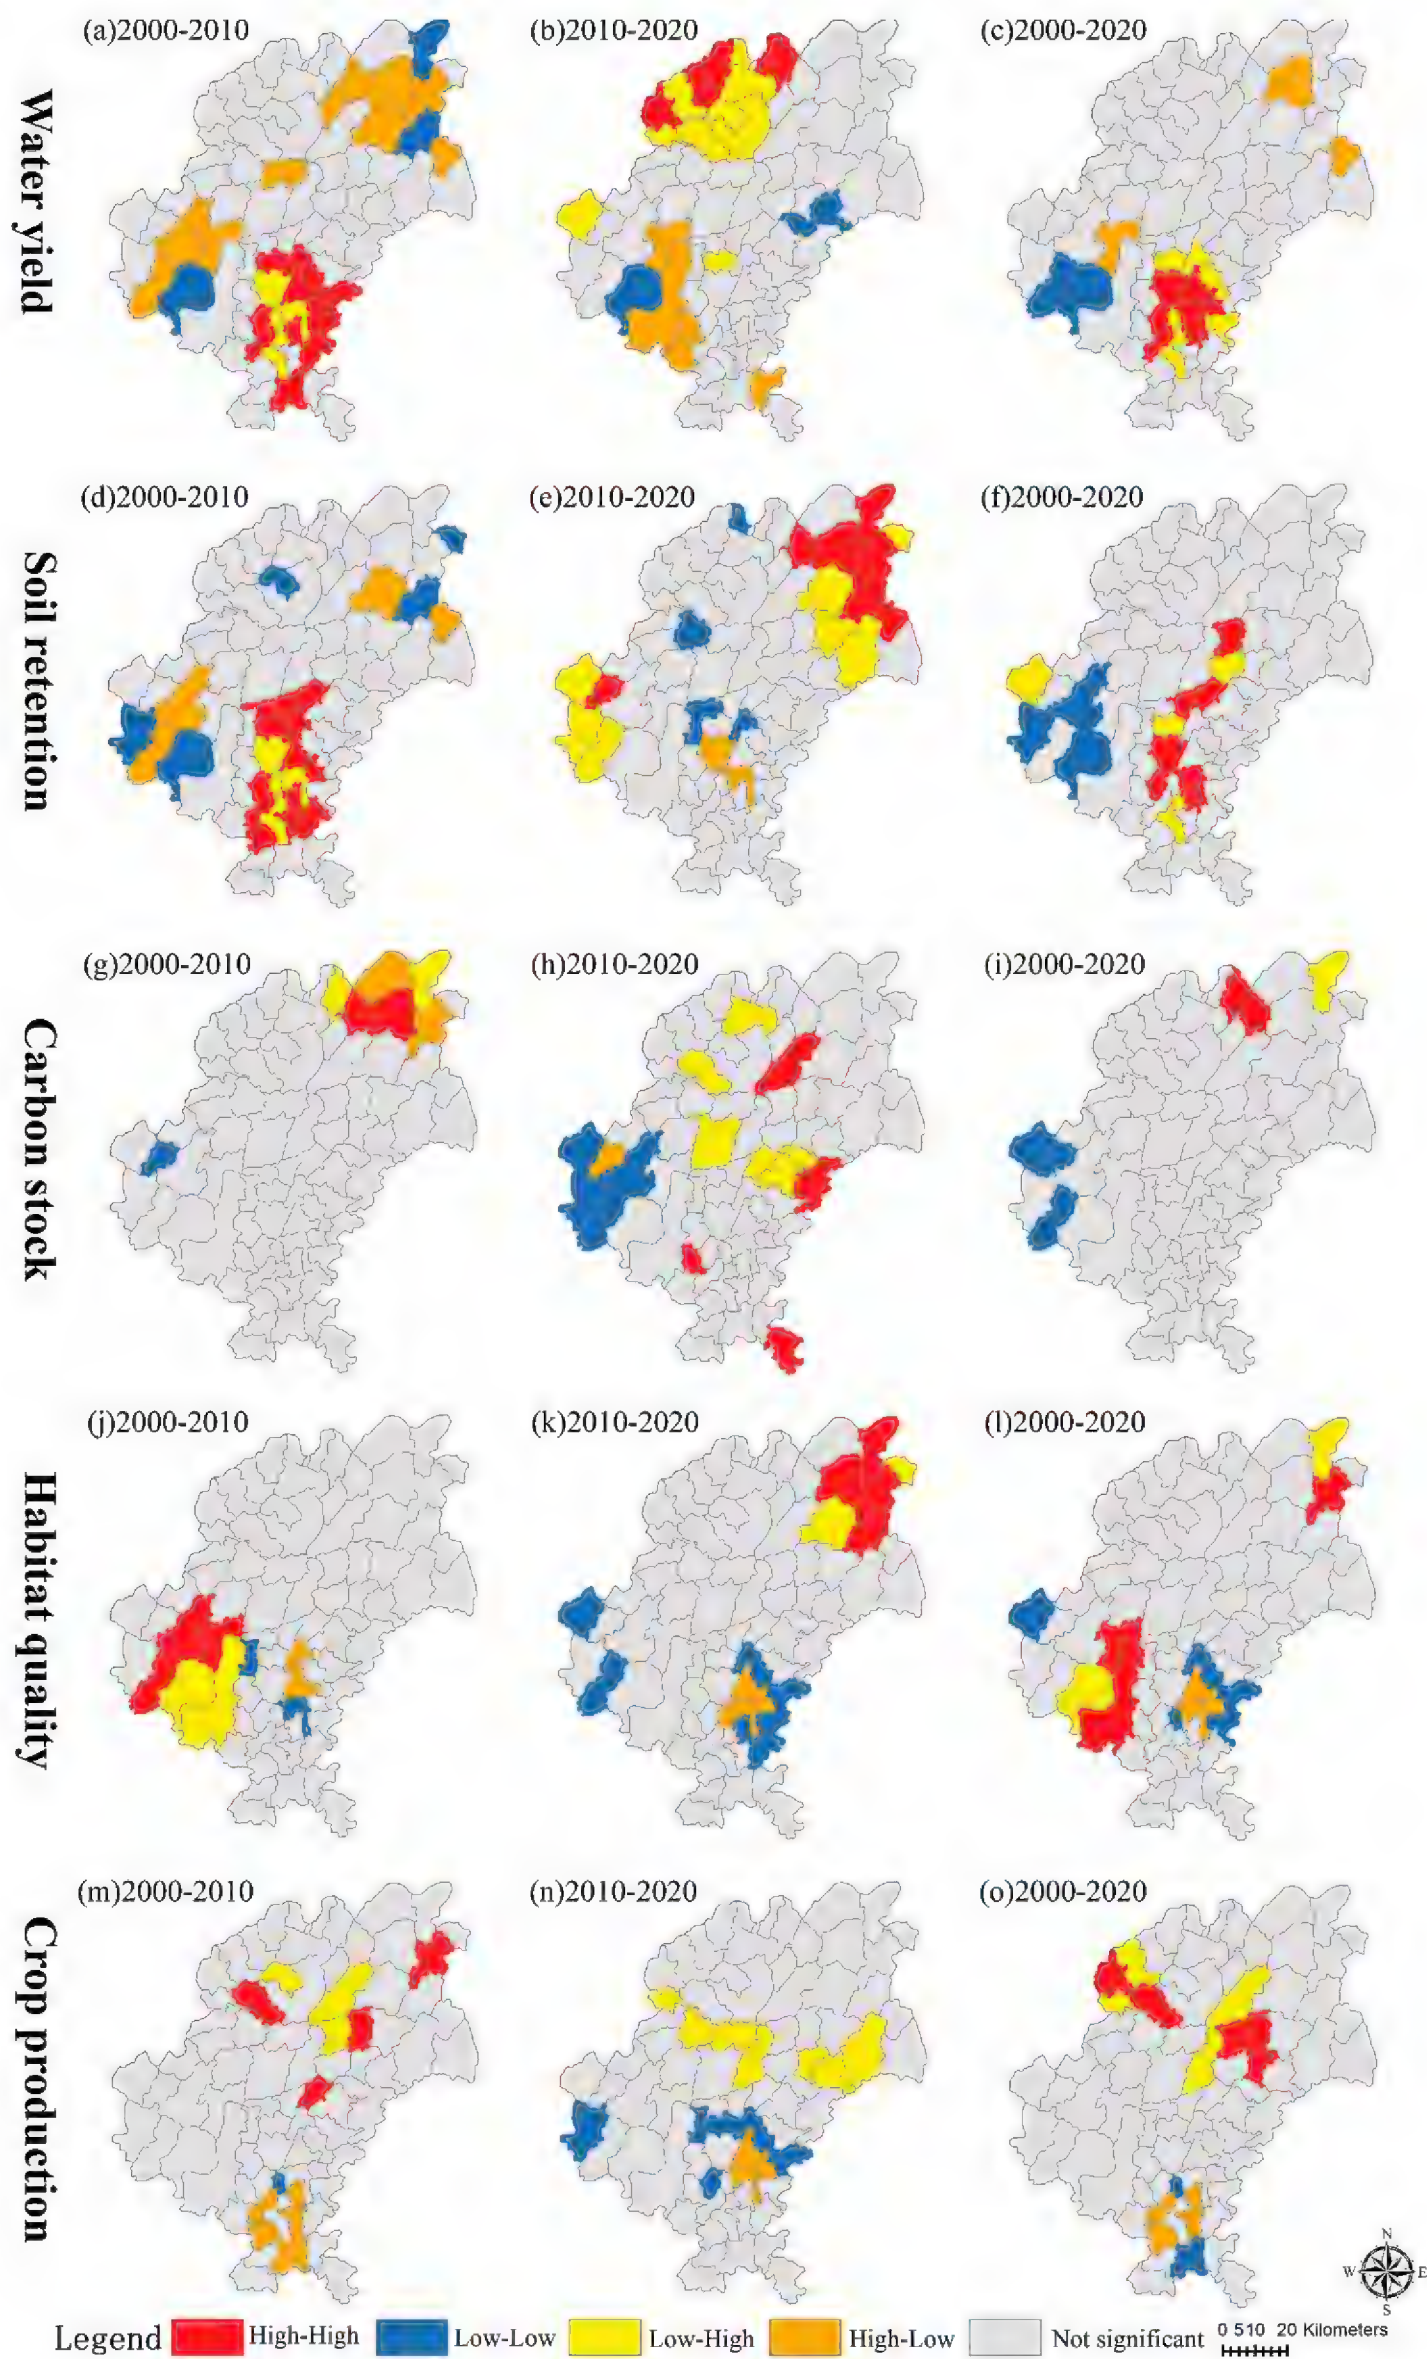 (a)2000-2010
(b)2010-2020
(c)2000-2020
Water yield
(d)2000-2010
(e)2010-2020
(f)2000-2020
Soil retention
(g)2000-2010
(h)2010-2020
(i)2000-2020
Carbon stock
(j)2000-2010
(k)2010-2020
(l)2000-2020
Habitat quality
(m)2000-2010
(n)2010-2020
(o)2000-2020
Crop production
N
W E
S
Legend High-High Low-Low Low-High High-Low Not significant 0 510 20 Kilometers